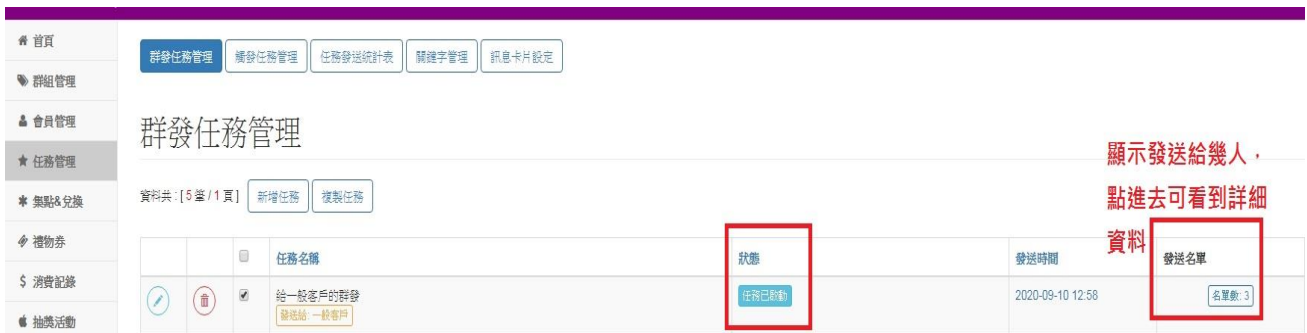 首頁
群組管理
會員管理
任務管理
集點&兌換
禮物券
消費記錄
抽獎活動
群發任務管理 觸發任務管理 任務發送統計表 關鍵字管理 訊息卡片設定
群發任務管理
資料共:[5筆/1頁] 新增任務 複製任務
顯示發送給幾人，
點進去可看到詳細
資料
任務名稱 狀態 發送時間 發送名單
給一般客戶的群發 任務已啟動 2020-09-10 12:58 名單數: 3
發送給: 一般客戶